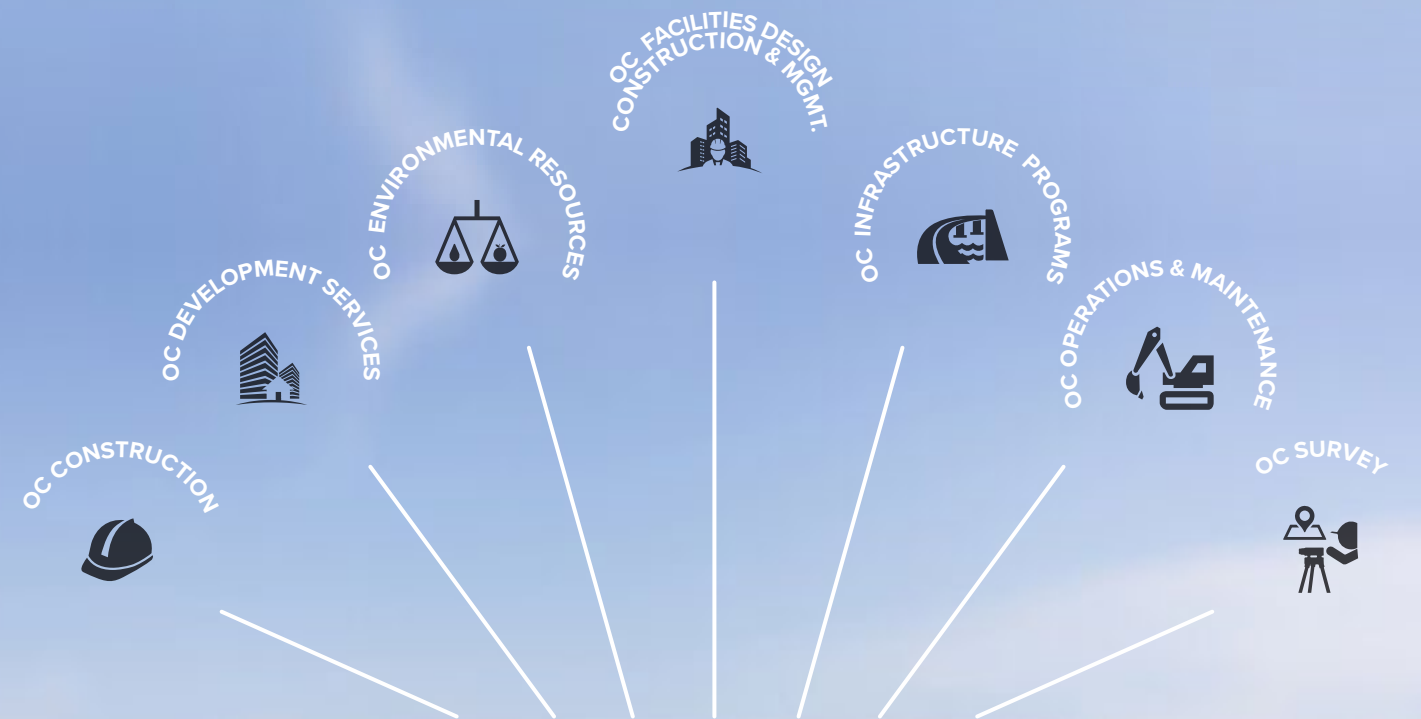 OC CONSTRUCTION
OC DEVELOPMENT SERVICES
OC ENVIRONMENTAL RESOURCES
OC FACILITIES DESIGN
CONSTRUCTION & MGMT.
OC INFRASTRUCTURE PROGRAMS
OC OPERATIONS & MAINTENANCE
OC SURVEY